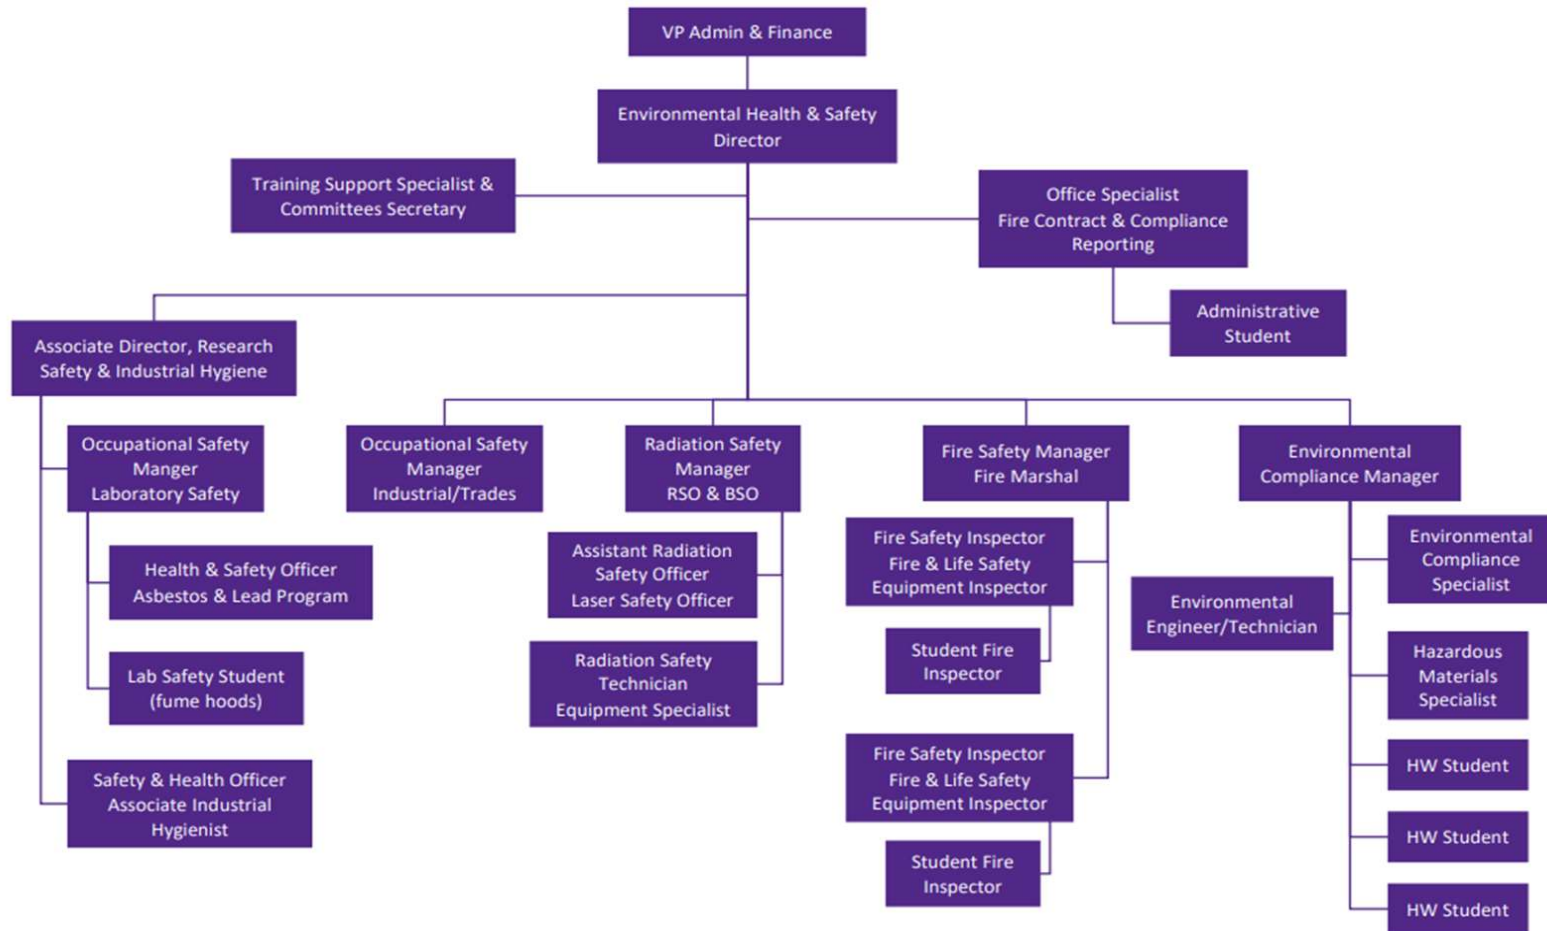 VP Admin & Finance
Environmental Health & Safety
Director
Training Support Specialist &
Committees Secretary
Office Specialist
Fire Contract & Compliance
Reporting
Administrative
Student
Associate Director, Research
Safety & Industrial Hygiene
Occupational Safety
Manger
Laboratory Safety
Health & Safety Officer
Asbestos & Lead Program
Lab Safety Student
(fume hoods)
Safety & Health Officer
Associate Industrial
Hygienist
Occupational Safety
Manager
Industrial/Trades
Radiation Safety
Manager
RSO & BSO
Assistant Radiation
Safety Officer
Laser Safety Officer
Radiation Safety
Technician
Equipment Specialist
Fire Safety Manager
Fire Marshal
Fire Safety Inspector
Fire & Life Safety
Equipment Inspector
Student Fire
Inspector
Fire Safety Inspector
Fire & Life Safety
Equipment Inspector
Student Fire
Inspector
Environmental
Compliance Manager
Environmental
Compliance
Specialist
Environmental
Engineer/Technician
Hazardous
Materials
Specialist
HW Student
HW Student
HW Student